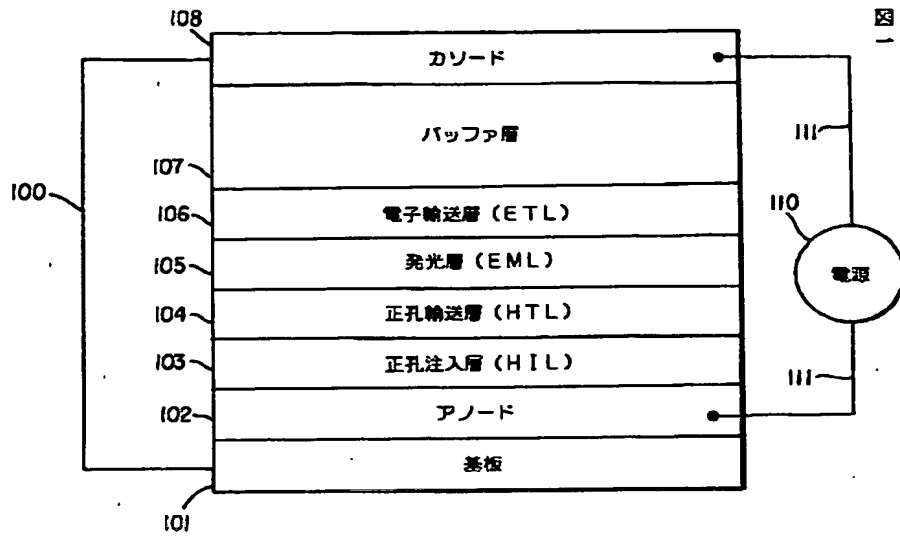 図一
108
カソード
111
バッファ層
107
100
106
電子輸送層(ETL)
110
電源
105
発光層(EML)
104
正孔輸送層(HTL)
103
正孔注入層(HIL)
111
102
アノード
基板
101